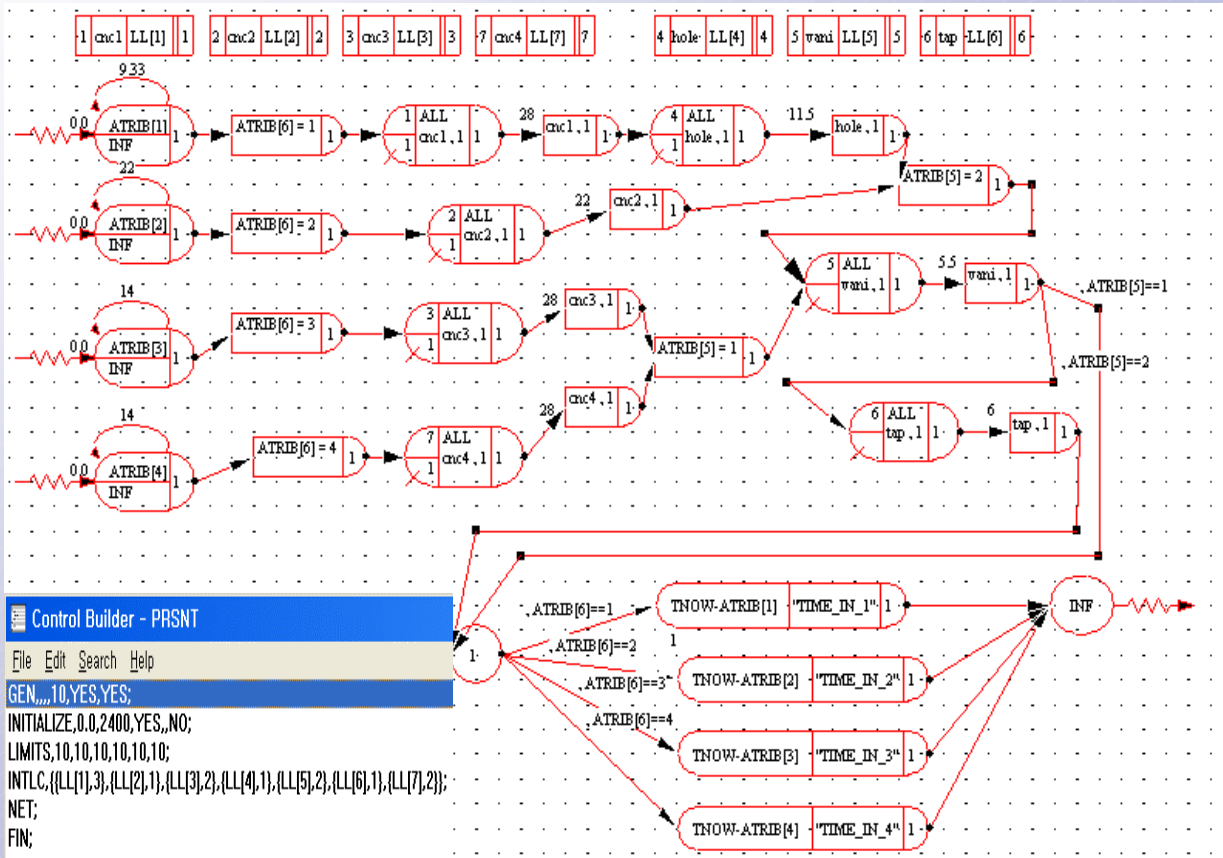 1 cnc1 LL[1] 1
2 cnc2 LL[2] 2
3 cnc3 LL[3] 3
7 cnc4 LL[7] 7
4 hole LL[4] 4
5 vani LL[5] 5
6 tap LL[6] 6
9.33
0.0 ATRIB[1] INF 1
ATRIB[6] = 1 1
1 ALL cnc1, 1 1 1
28
cnc1, 1 1
4 ALL hole, 1 1 1
11.5
hole, 1 1
ATRIB[5] = 2 1
22
0.0 ATRIB[2] INF 1
ATRIB[6] = 2 1
2 ALL cnc2, 1 1 1
22
cnc2, 1 1
5 ALL vani, 1 1
5.5
vani, 1 1
ATRIB[5]==1
ATRIB[5]==2
14
0.0 ATRIB[3] INF 1
ATRIB[6] = 3 1
3 ALL cnc3, 1 1 1
28
cnc3, 1 1
ATRIB[5] = 1 1
14
0.0 ATRIB[4] INF 1
ATRIB[6] = 4 1
7 ALL cnc4, 1 1 1
28
cnc4, 1 1
6 ALL tap, 1 1
6
tap, 1 1
1
ATRIB[6]==1
ATRIB[6]==2
ATRIB[6]==3
ATRIB[6]==4
TNOW-ATRIB[1] "TIME_IN_1" 1
1
TNOW-ATRIB[2] "TIME_IN_2" 1
TNOW-ATRIB[3] "TIME_IN_3" 1
TNOW-ATRIB[4] "TIME_IN_4" 1
INF
Control Builder - PRSNT
File Edit Search Help
GEN,,,,10,YES,YES;
INITIALIZE,0.0,2400,YES,,NO;
LIMITS,10,10,10,10,10,10;
INTLC,{{LL[1],3},{LL[2],1},{LL[3],2},{LL[4],1},{LL[5],2},{LL[6],1},{LL[7],2}};
NET;
FIN;